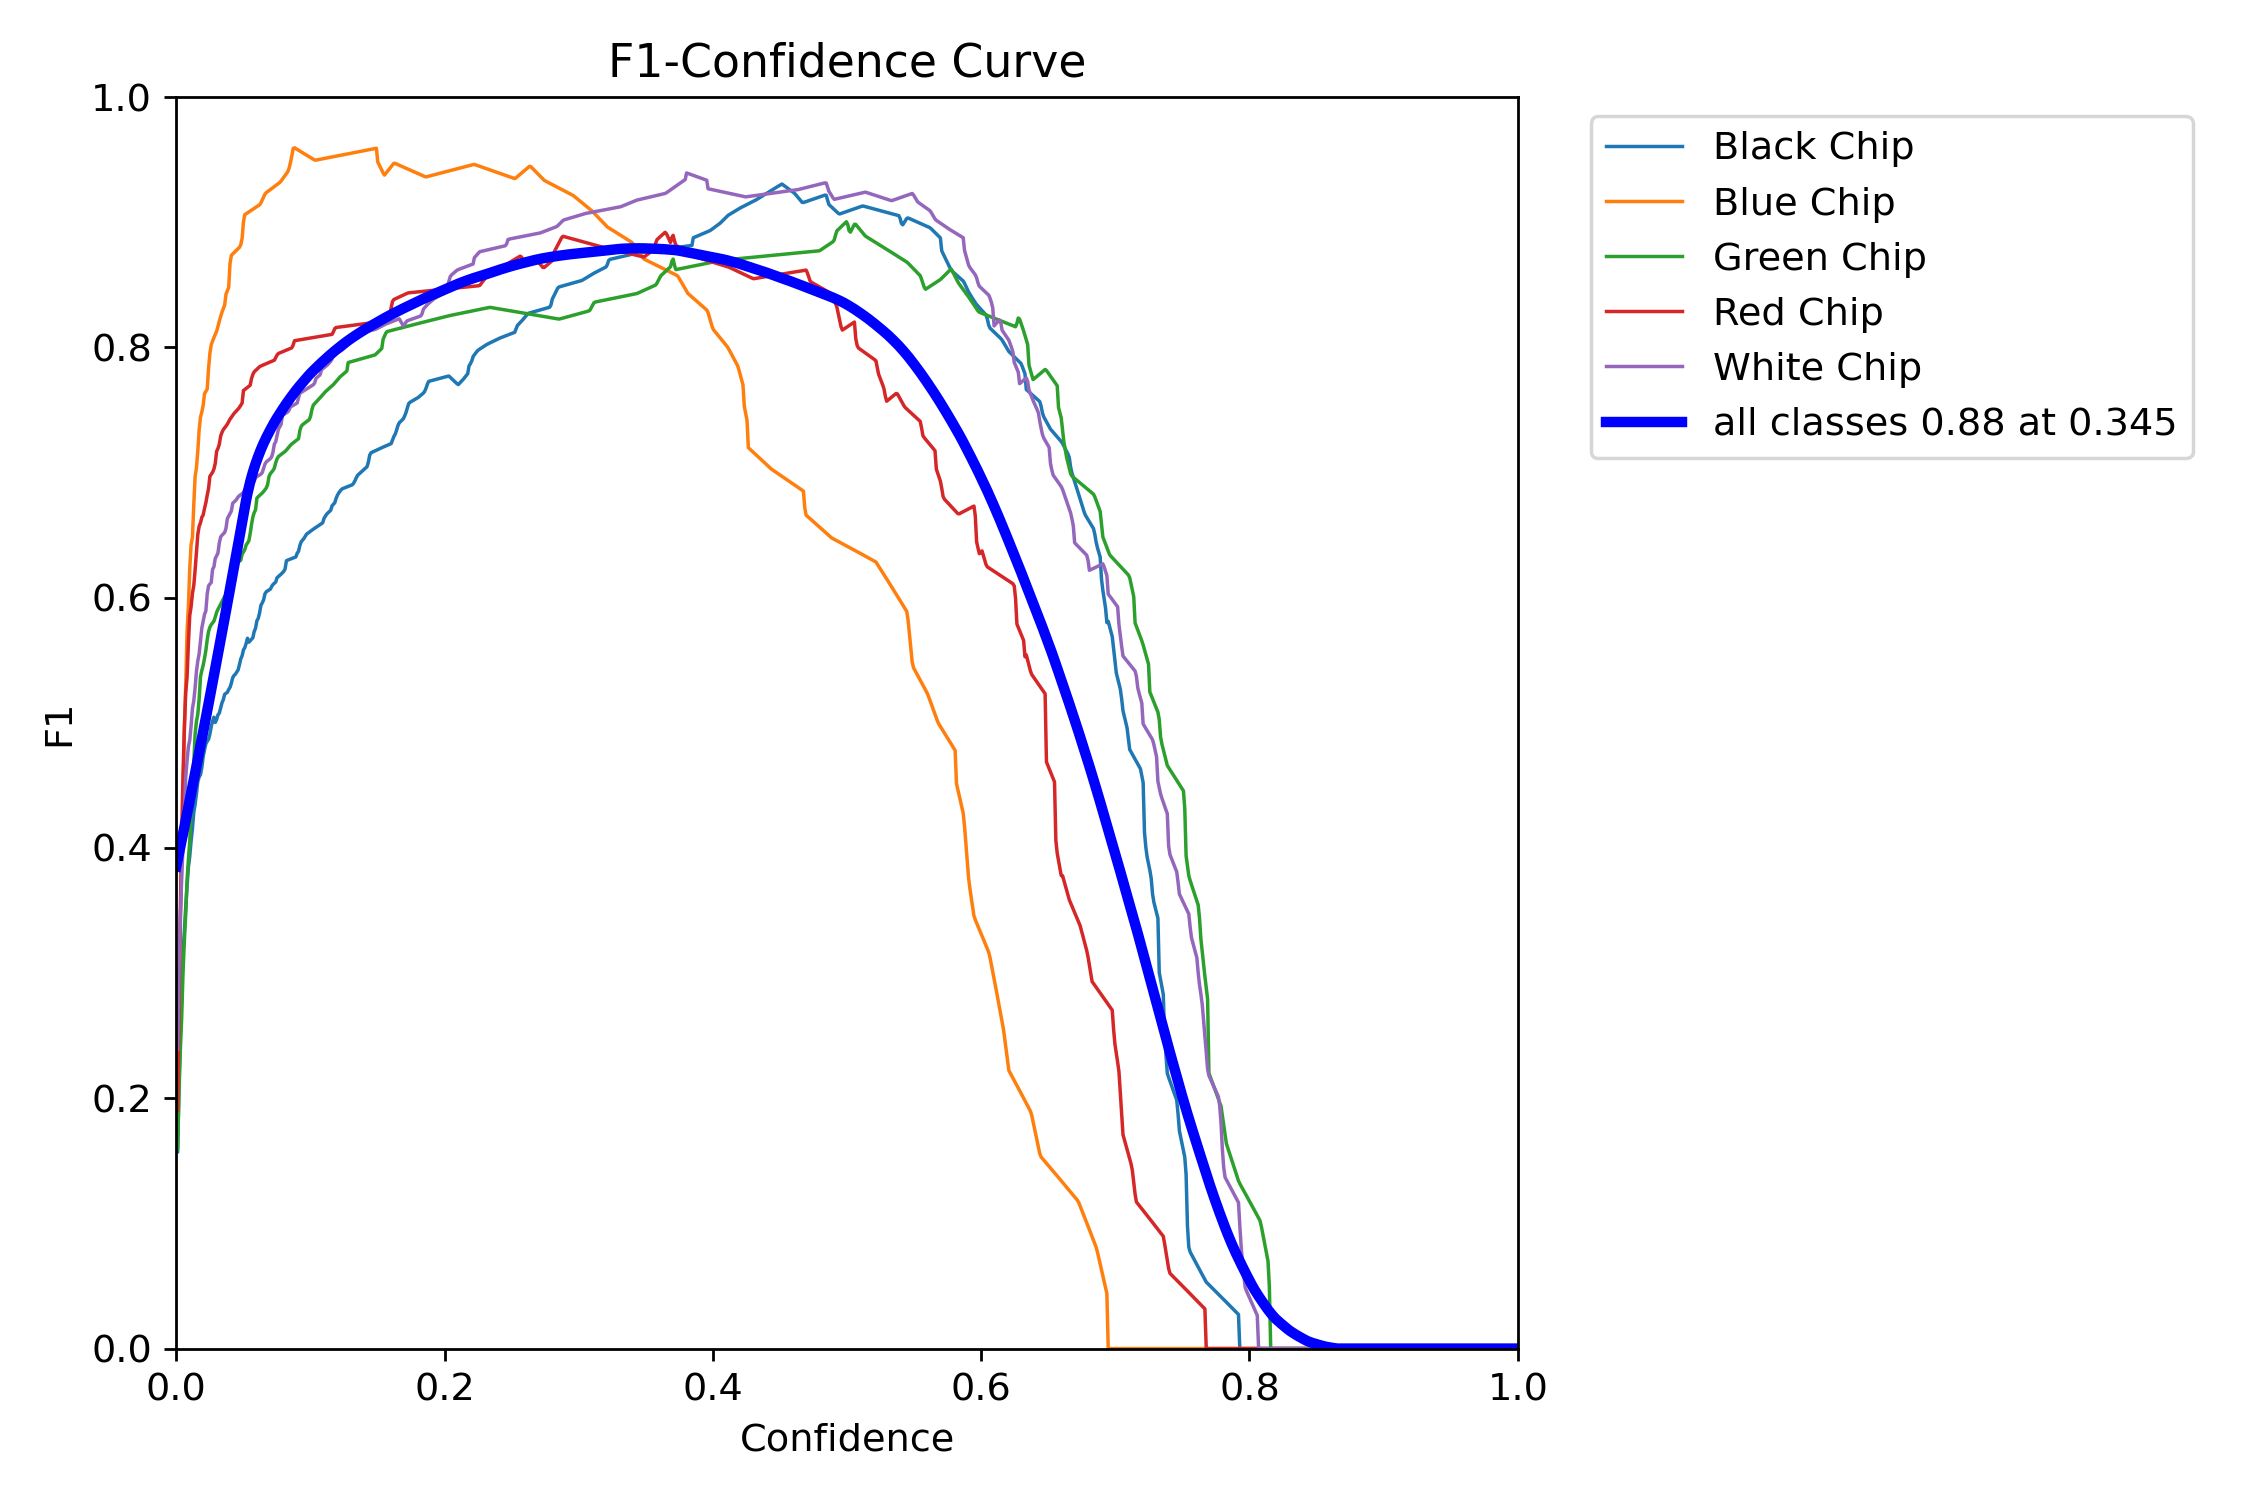 F1-Confidence Curve
1.0
0.8
0.6
0.4
0.2
0.0
F1
0.0 0.2 0.4 0.6 0.8 1.0
Confidence
Black Chip
Blue Chip
Green Chip
Red Chip
White Chip
all classes 0.88 at 0.345